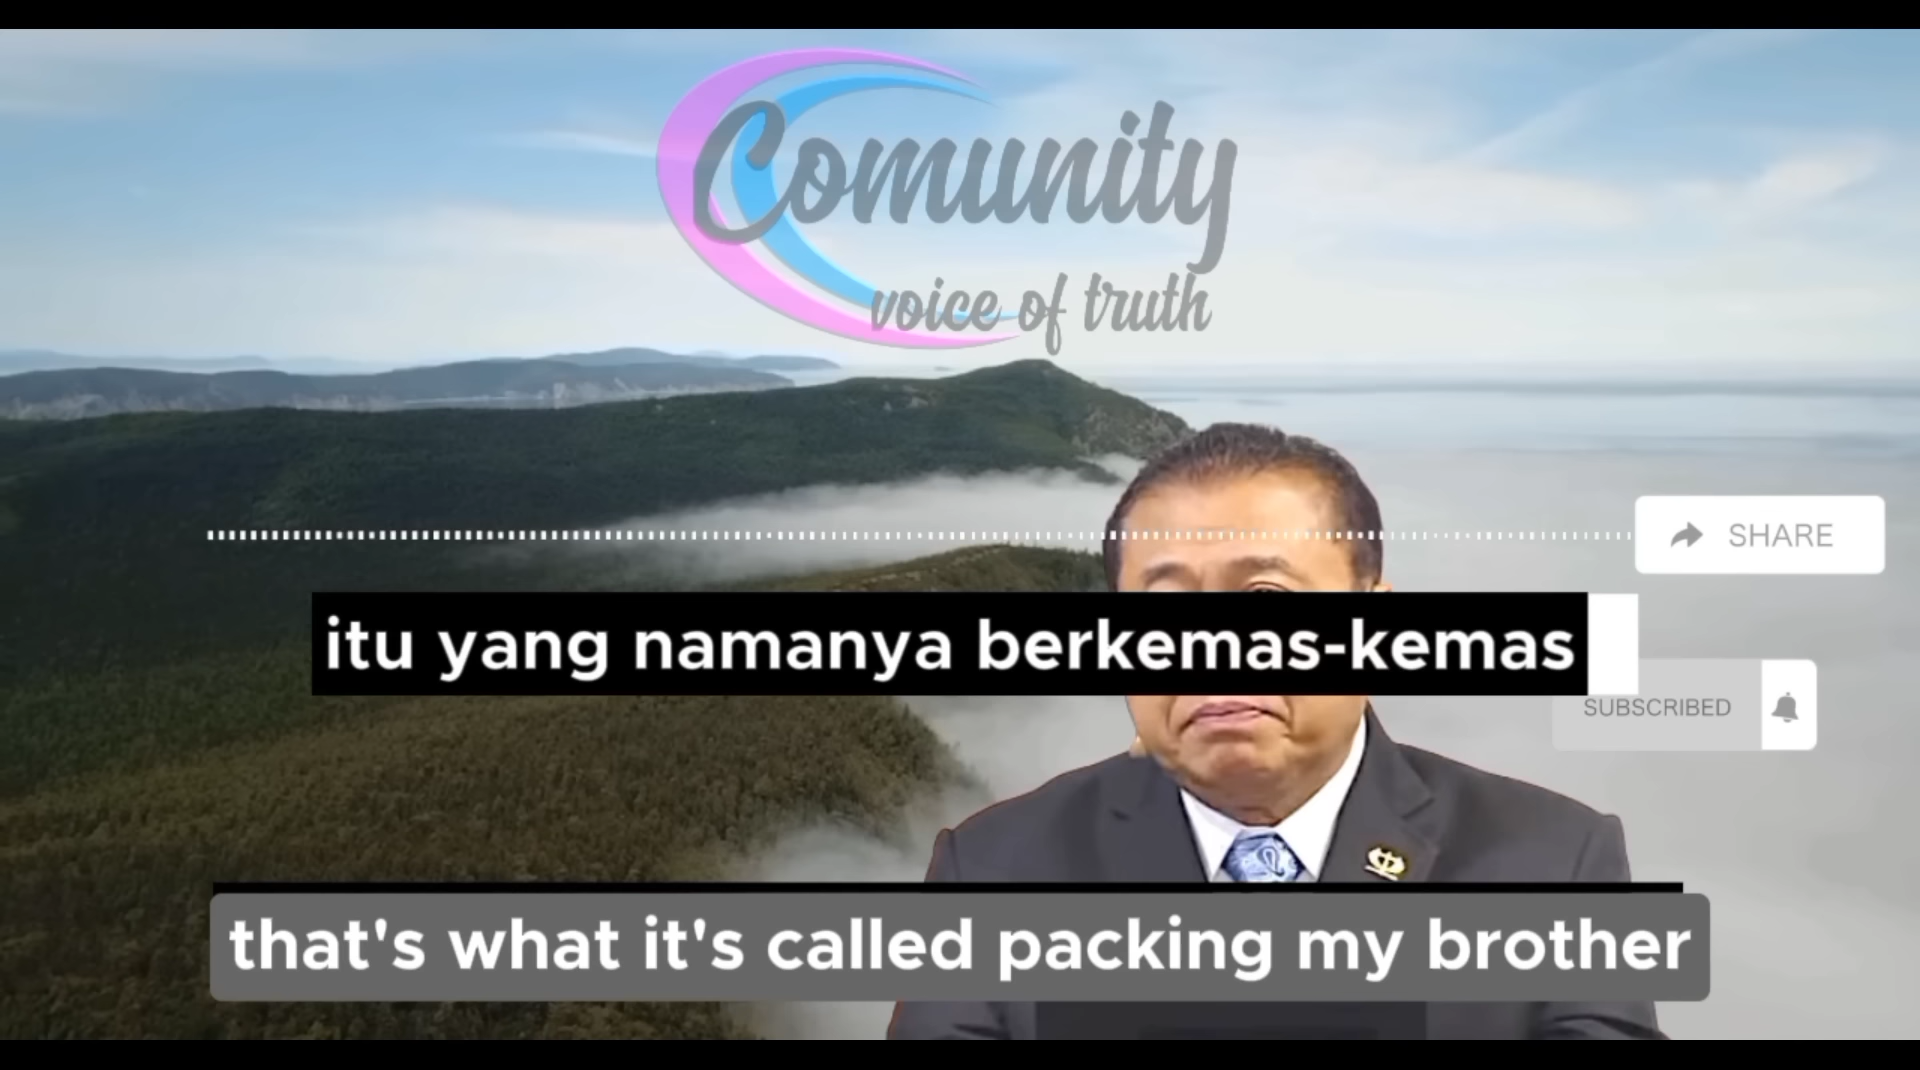 Comunity
voice of truth
SHARE
itu yang namanya berkemas-kemas
SUBSCRIBED
that's what it's called packing my brother